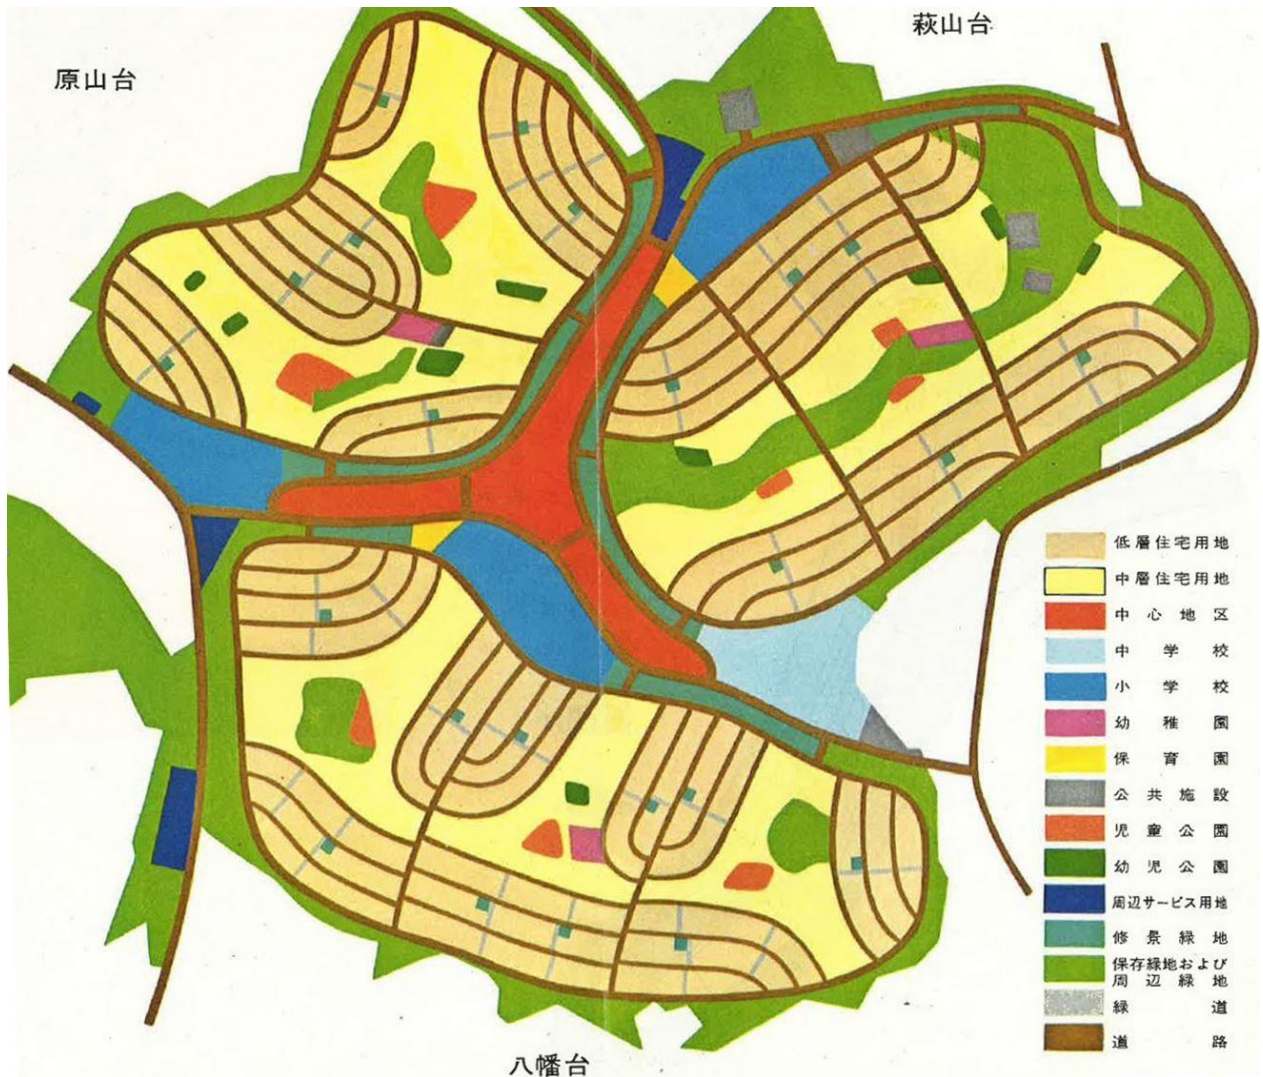 萩山台
原山台
低層住宅用地
中層住宅用地
中心地区
中学校
小学校
幼稚園
保育園
公共施設
児童公園
幼児公園
周辺サービス用地
修景緑地
保存緑地および
周辺緑地
緑道
道路
八幡台